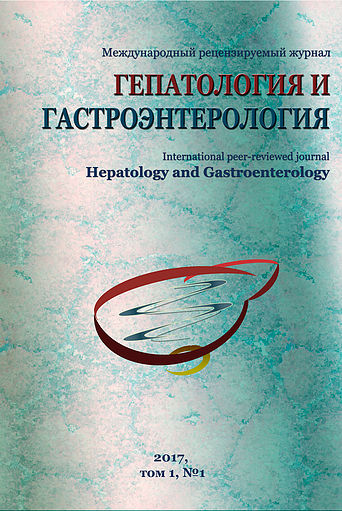 Международный рецензируемый журнал
ГЕПАТОЛОГИЯ И
ГАСТРОЭНТЕРОЛОГИЯ
International peer-reviewed journal
Hepatology and Gastroenterology
2017,
том 1, №1